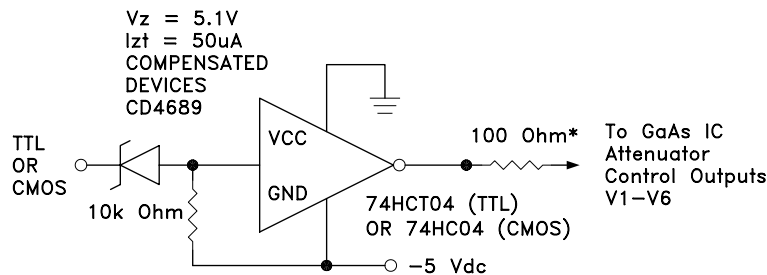 Vz = 5.1V
Izt = 50uA
COMPENSATED
DEVICES
CD4689
TTL
OR
CMOS
10k Ohm
VCC
GND
74HCT04 (TTL)
OR 74HC04 (CMOS)
-5 Vdc
100 Ohm*
To GaAs IC
Attenuator
Control Outputs
V1-V6